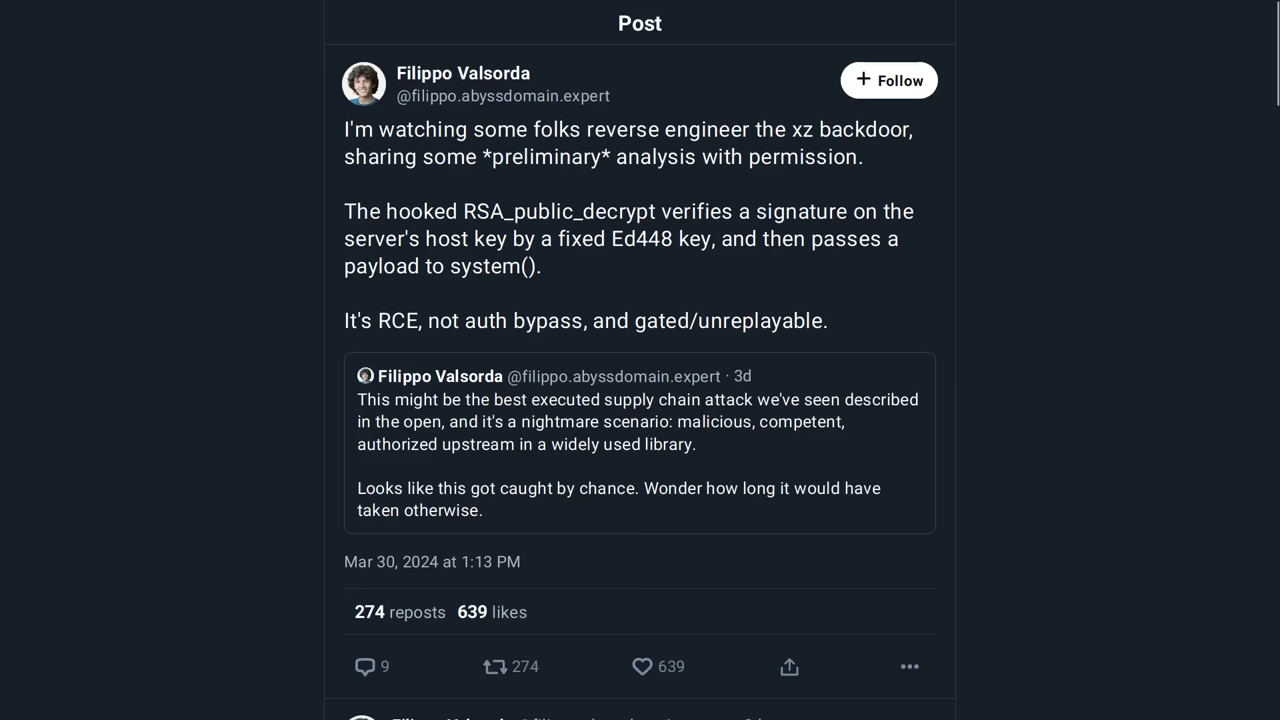 Post
Filippo Valsorda
@filippo.abyssdomain.expert
+ Follow
I'm watching some folks reverse engineer the xz backdoor,
sharing some *preliminary* analysis with permission.
The hooked RSA_public_decrypt verifies a signature on the
server's host key by a fixed Ed448 key, and then passes a
payload to system().
It's RCE, not auth bypass, and gated/unreplayable.
Filippo Valsorda @filippo.abyssdomain.expert · 3d
This might be the best executed supply chain attack we've seen described
in the open, and it's a nightmare scenario: malicious, competent,
authorized upstream in a widely used library.
Looks like this got caught by chance. Wonder how long it would have
taken otherwise.
Mar 30, 2024 at 1:13 PM
274 reposts 639 likes
9 274 639